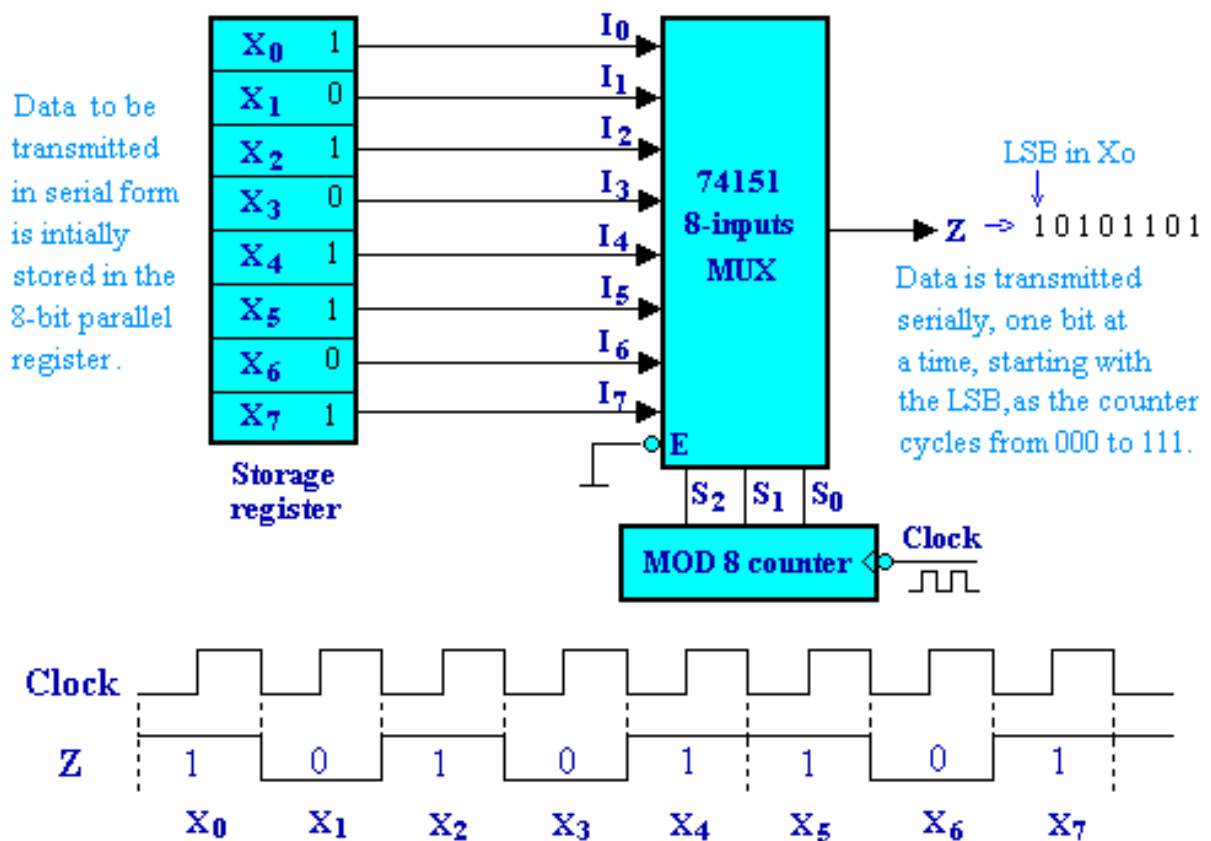 X0 1
X1 0
X2 1
X3 0
X4 1
X5 1
X6 0
X7 1
Storage
register
Data to be
transmitted
in serial form
is intially
stored in the
8-bit parallel
register.
I0
I1
I2
I3
I4
I5
I6
I7
74151
8-inputs
MUX
E
S2 S1 S0
MOD 8 counter
Clock
LSB in Xo
Z ⇒ 10101101
Data is transmitted
serially, one bit at
a time, starting with
the LSB,as the counter
cycles from 000 to 111.
Clock
Z 1 0 1 0 1 1 0 1
X0 X1 X2 X3 X4 X5 X6 X7